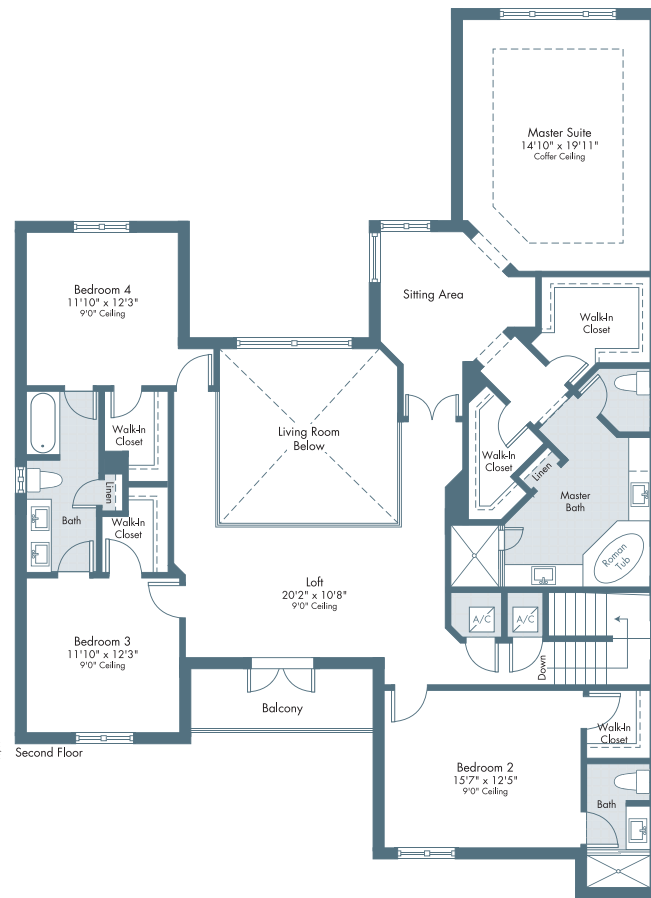 Master Suite
14'10" x 19'11"
Coffer Ceiling
Bedroom 4
11'10" x 12'3"
9'0" Ceiling
Sitting Area
Walk-In
Closet
Walk-In
Closet
Living Room
Below
Walk-In
Closet
Linen
Linen
Master
Bath
Bath
Walk-In
Closet
Roman
Tub
Loft
20'2" x 10'8"
9'0" Ceiling
A/C
A/C
Bedroom 3
11'10" x 12'3"
9'0" Ceiling
Down
Balcony
Walk-In
Closet
Second Floor
Bedroom 2
15'7" x 12'5"
9'0" Ceiling
Bath